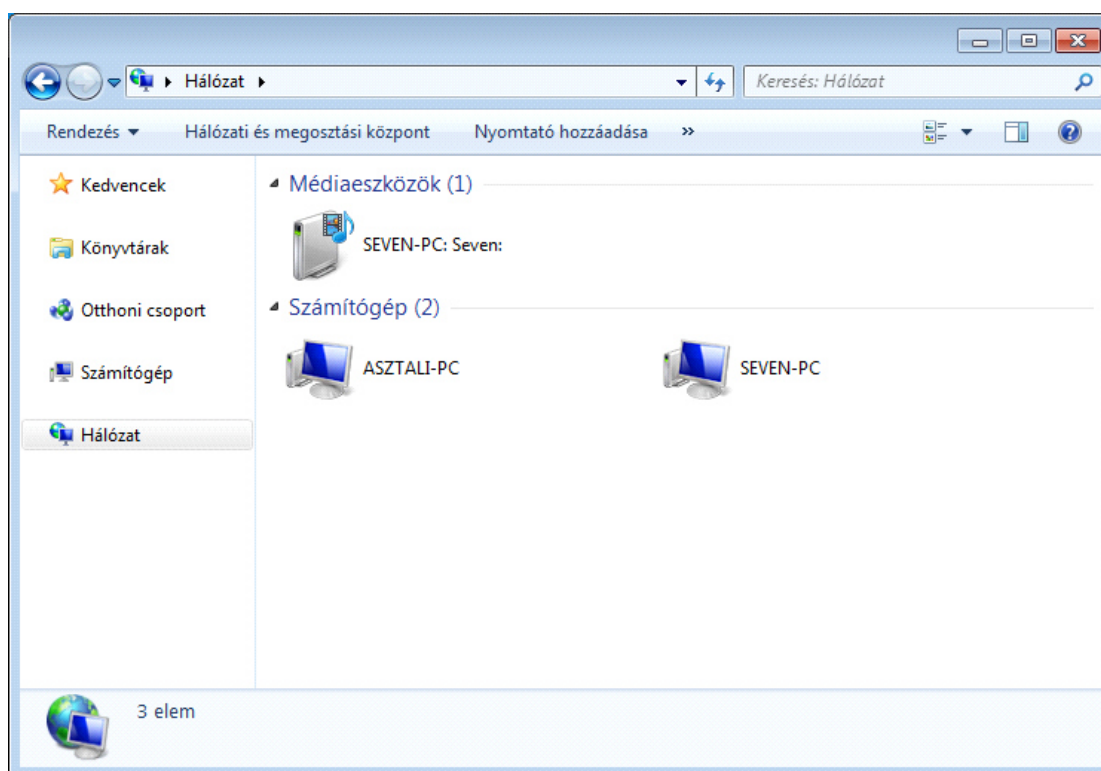 Hálózat
Keresés: Hálózat
Rendezés Hálózati és megosztási központ Nyomtató hozzáadása »
Kedvencek
Könyvtárak
Otthoni csoport
Számítógép
Hálózat
Médiaeszközök (1)
SEVEN-PC: Seven:
Számítógép (2)
ASZTALI-PC SEVEN-PC
3 elem